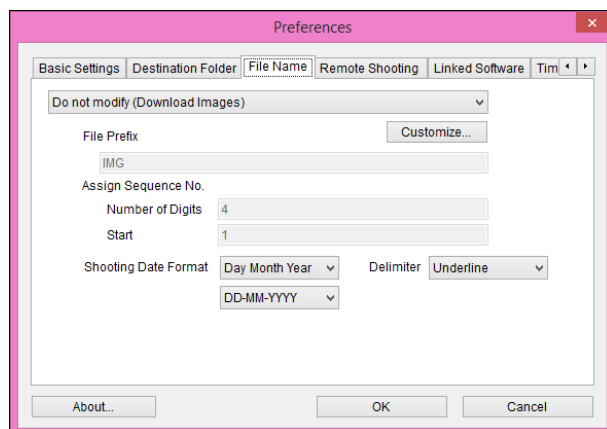 Preferences
Basic Settings Destination Folder File Name Remote Shooting Linked Software Tim
Do not modify (Download Images)
File Prefix Customize...
IMG
Assign Sequence No.
Number of Digits 4
Start 1
Shooting Date Format Day Month Year Delimiter Underline
DD-MM-YYYY
About... OK Cancel